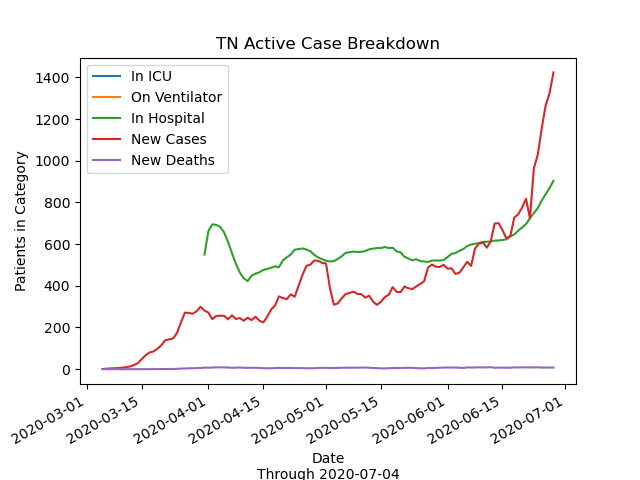 TN Active Case Breakdown
In ICU
On Ventilator
In Hospital
New Cases
New Deaths
Patients in Category
1400
1200
1000
800
600
400
200
0
2020-03-01
2020-03-15
2020-04-01
2020-04-15
2020-05-01
2020-05-15
2020-06-01
2020-06-15
2020-07-01
Date
Through 2020-07-04